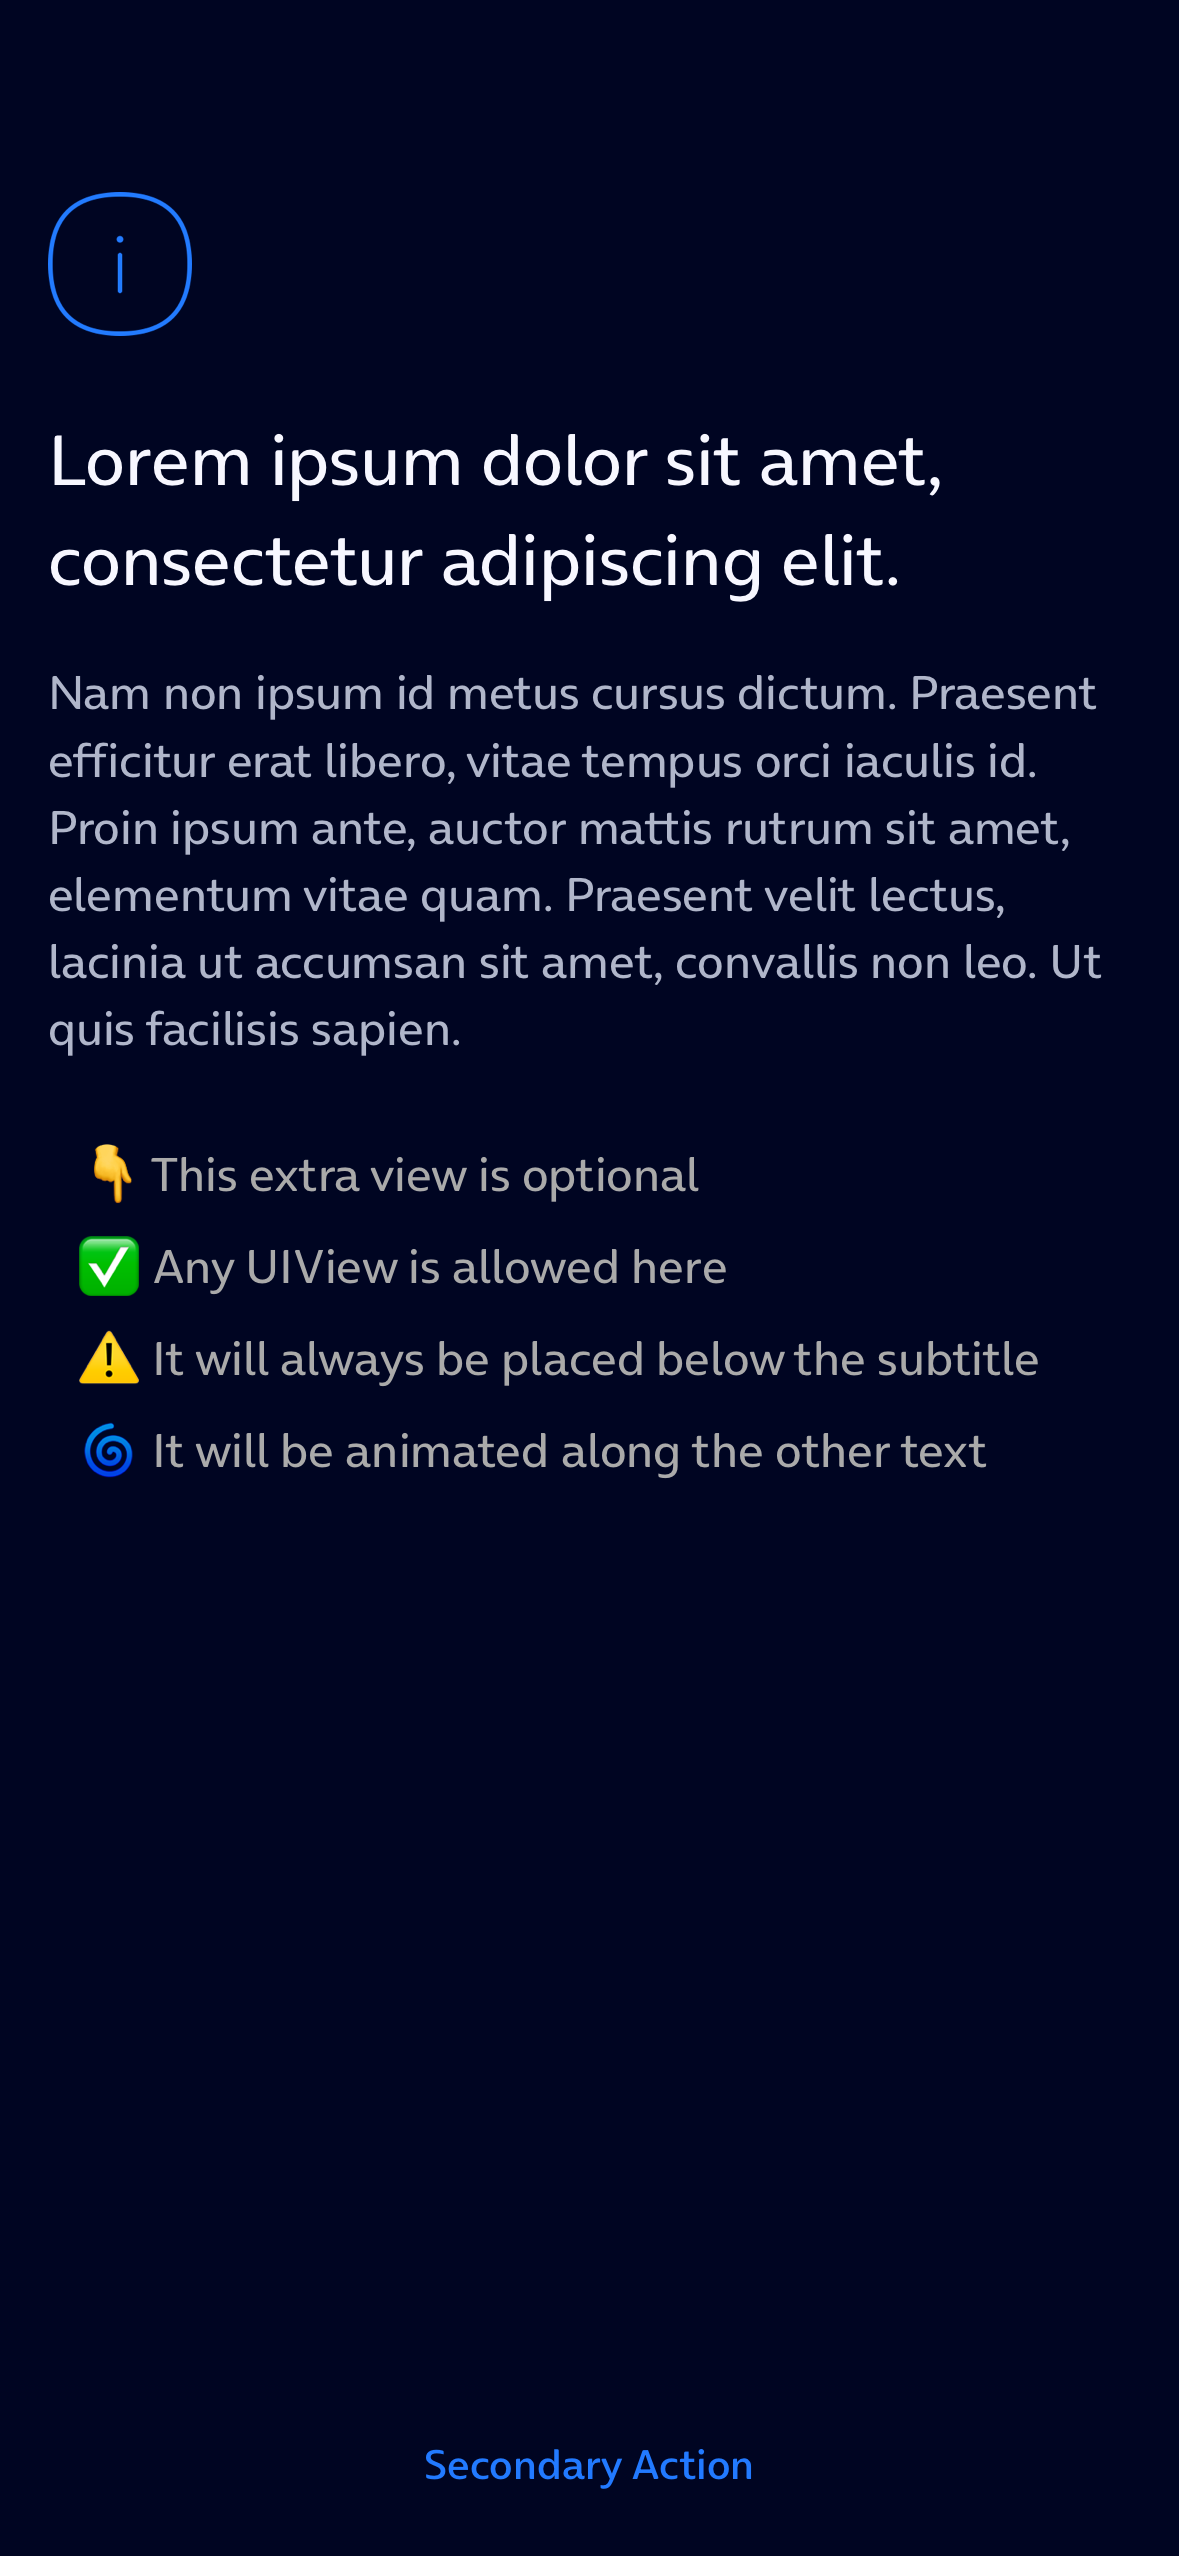 Lorem ipsum dolor sit amet,
consectetur adipiscing elit.
Nam non ipsum id metus cursus dictum. Praesent
efficitur erat libero, vitae tempus orci iaculis id.
Proin ipsum ante, auctor mattis rutrum sit amet,
elementum vitae quam. Praesent velit lectus,
lacinia ut accumsan sit amet, convallis non leo. Ut
quis facilisis sapien.
👇 This extra view is optional
✅ Any UIView is allowed here
⚠️ It will always be placed below the subtitle
🌀 It will be animated along the other text
Secondary Action